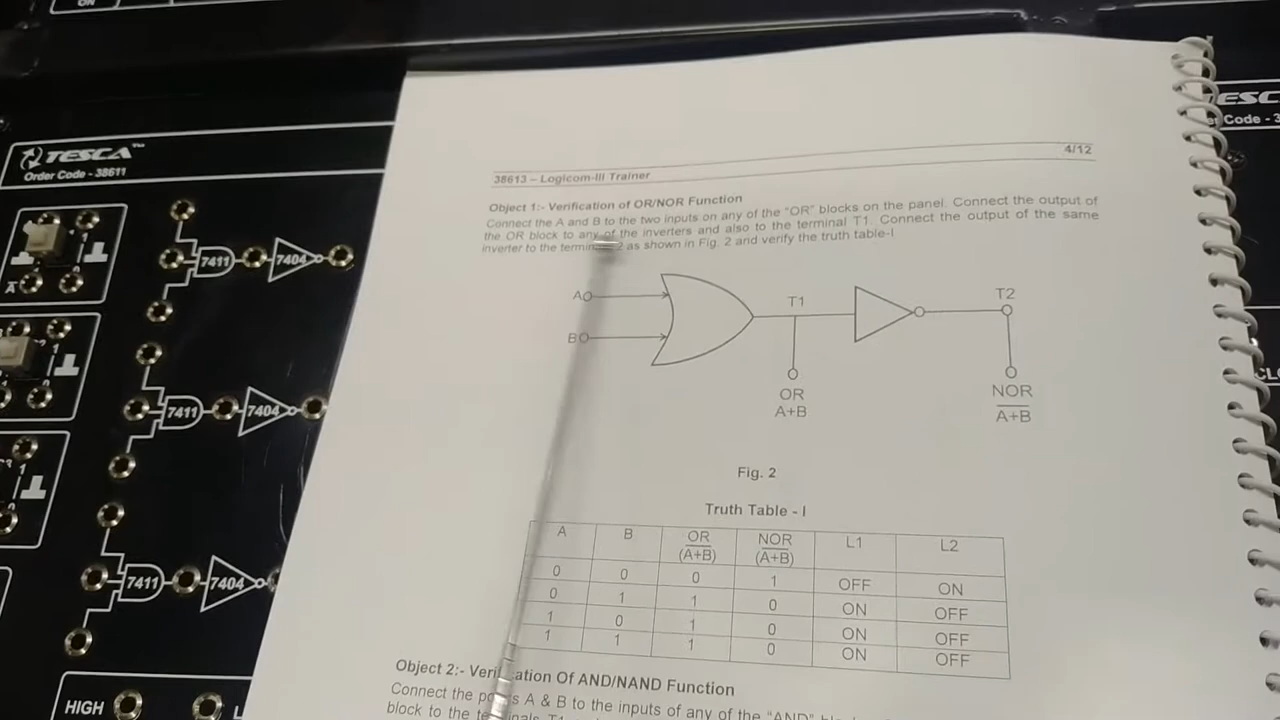 ON
TESCA™
Order Code - 38611
7411
7404
A
7411
7404
7411
7404
HIGH
38613 – Logicom-III Trainer
4/12
Object 1:- Verification of OR/NOR Function
Connect the A and B to the two inputs on any of the "OR" blocks on the panel. Connect the output of
the OR block to any of the inverters and also to the terminal T1. Connect the output of the same
inverter to the as shown in Fig. 2 and verify the truth table-I
A
T1
T2
B
OR
A+B
NOR
A+B
Fig. 2
Truth Table - I
A B OR (A+B) NOR (A+B) L1 L2
0 0 0 1 OFF ON
0 1 1 0 ON OFF
1 0 1 0 ON OFF
1 1 1 0 ON OFF
Object 2:- Of AND/NAND Function
Connect the A & B to the inputs of any of the "AND"
block to the T1